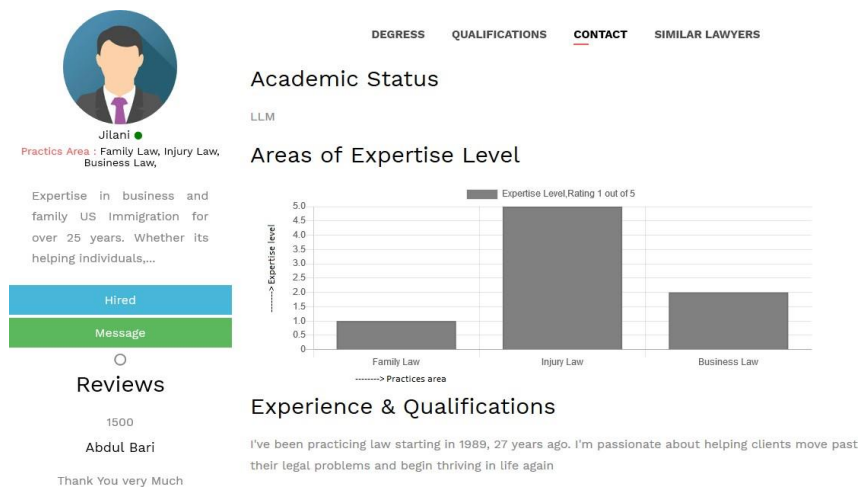 DEGRESS QUALIFICATIONS CONTACT SIMILAR LAWYERS
Jilani
Practics Area : Family Law, Injury Law,
Business Law,
Expertise in business and
family US Immigration for
over 25 years. Whether its
helping individuals,...
Hired
Message
Reviews
1500
Abdul Bari
Thank You very Much
Academic Status
LLM
Areas of Expertise Level
Expertise Level,Rating 1 out of 5
-------> Expertise level
5.0
4.5
4.0
3.5
3.0
2.5
2.0
1.5
1.0
0.5
0
Family Law Injury Law Business Law
--------> Practices area
Experience & Qualifications
I've been practicing law starting in 1989, 27 years ago. I'm passionate about helping clients move past
their legal problems and begin thriving in life again